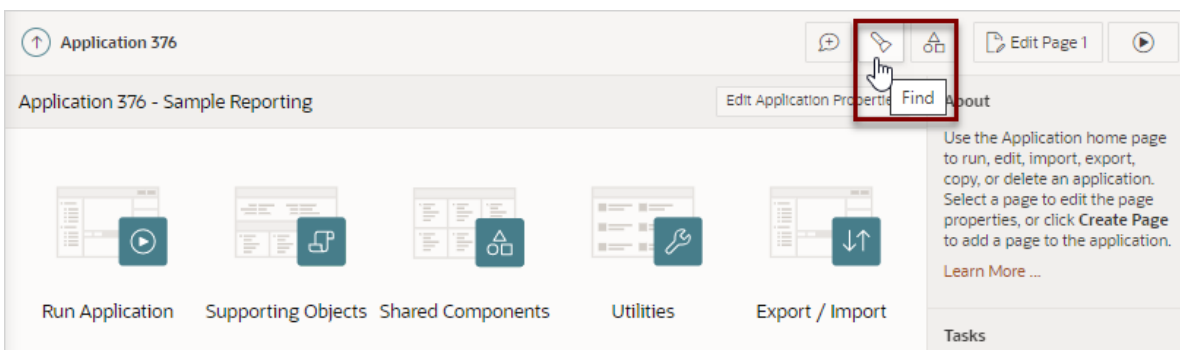 Application 376
Edit Page 1
Application 376 - Sample Reporting
Edit Application
Find
About
Use the Application home page
to run, edit, import, export,
copy, or delete an application.
Select a page to edit the page
properties, or click Create Page
to add a page to the application.
Learn More ...
Run Application
Supporting Objects
Shared Components
Utilities
Export / Import
Tasks